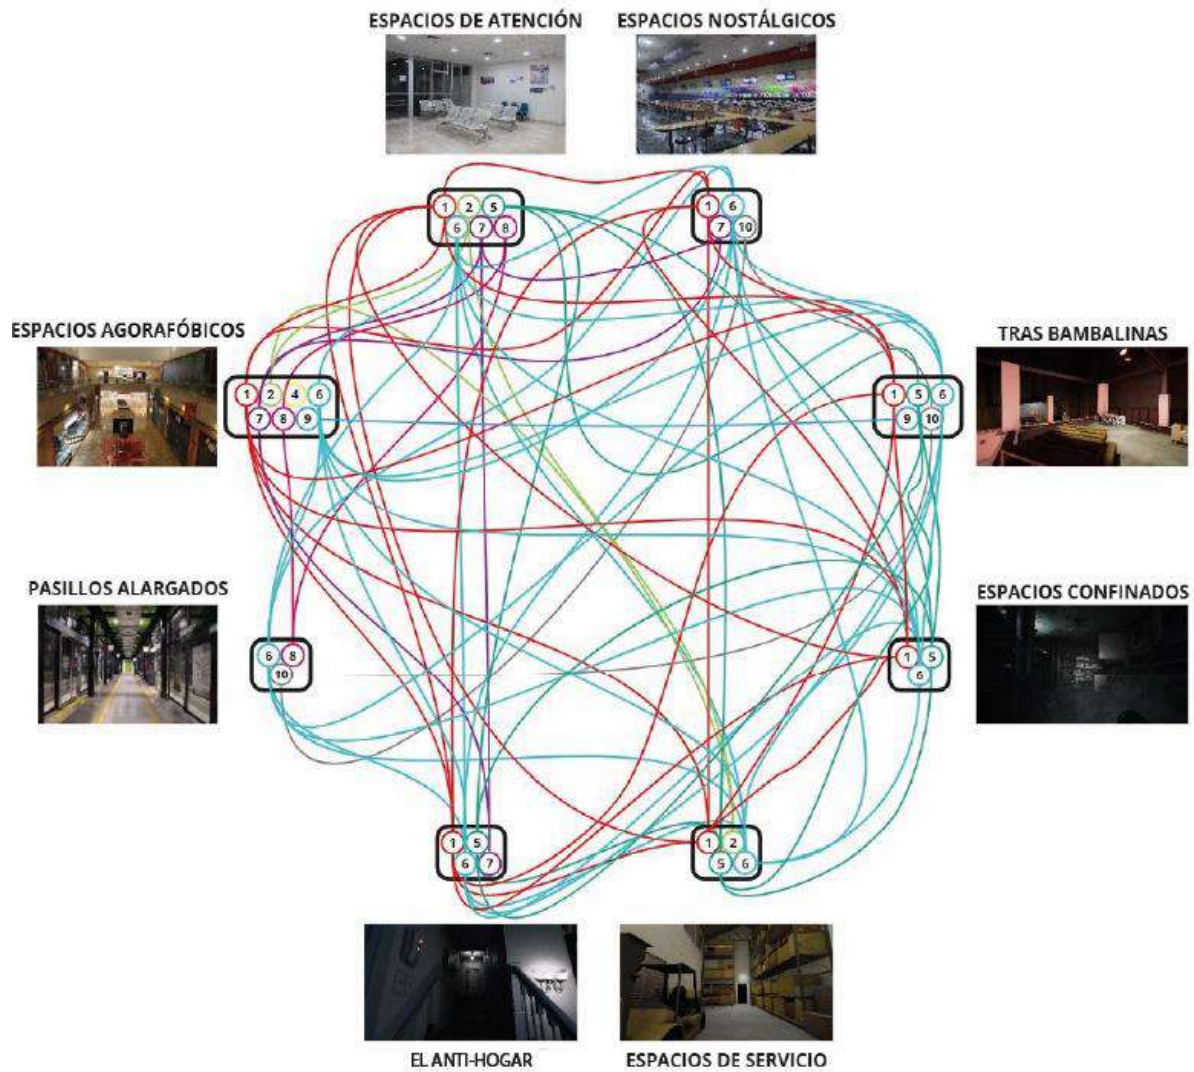 ESPACIOS DE ATENCIÓN
ESPACIOS NOSTÁLGICOS
1 2 5
6 7 8
1 6
7 10
ESPACIOS AGORAFÓBICOS
TRAS BAMBALINAS
1 2 4 6
7 8 9
1 5 6
9 10
PASILLOS ALARGADOS
ESPACIOS CONFINADOS
6 8
10
1 5
6
1 5
6 7
1 2
5 6
EL ANTI-HOGAR
ESPACIOS DE SERVICIO